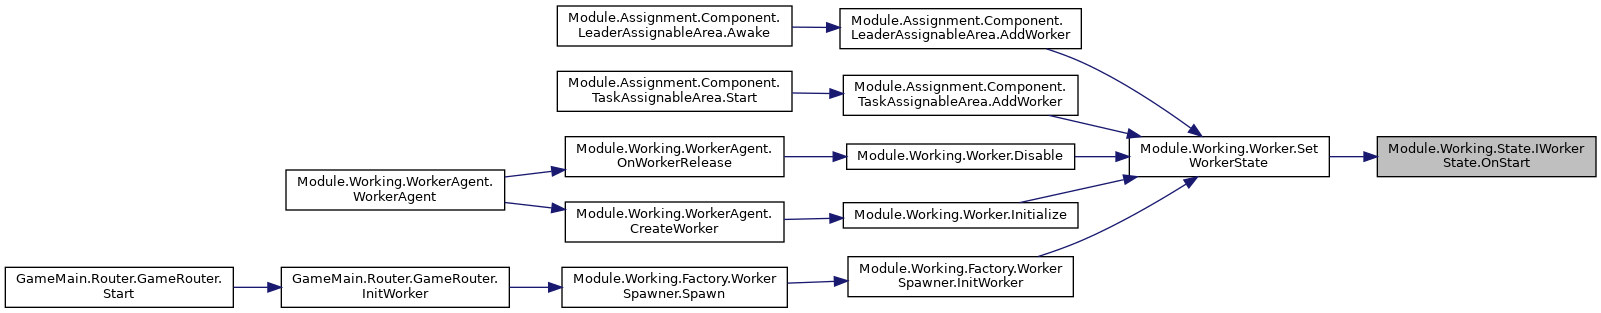 Module.Assignment.Component.
LeaderAssignableArea.Awake
Module.Assignment.Component.
LeaderAssignableArea.AddWorker
Module.Assignment.Component.
TaskAssignableArea.Start
Module.Assignment.Component.
TaskAssignableArea.AddWorker
Module.Working.WorkerAgent.
WorkerAgent
Module.Working.WorkerAgent.
OnWorkerRelease
Module.Working.Worker.Disable
Module.Working.Worker.Set
WorkerState
Module.Working.State.IWorker
State.OnStart
Module.Working.WorkerAgent.
CreateWorker
Module.Working.Worker.Initialize
GameMain.Router.GameRouter.
Start
GameMain.Router.GameRouter.
InitWorker
Module.Working.Factory.Worker
Spawner.Spawn
Module.Working.Factory.Worker
Spawner.InitWorker